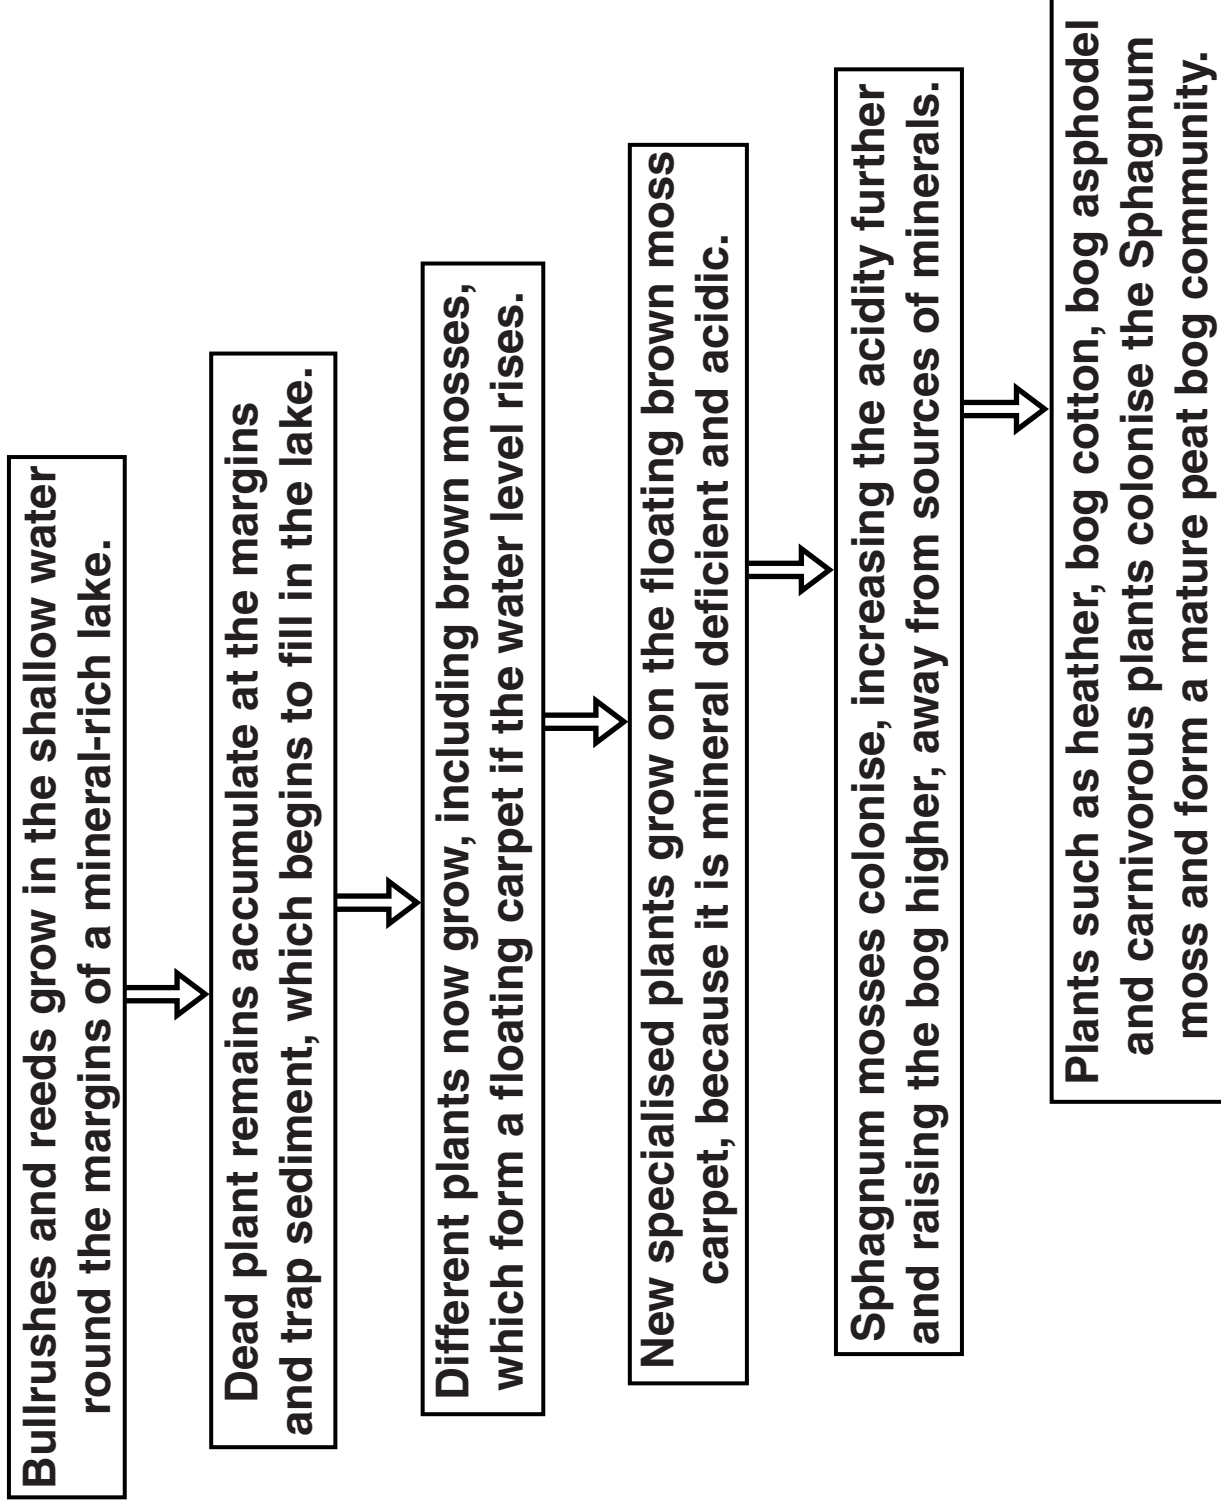 Bullrushes and reeds grow in the shallow water
round the margins of a mineral-rich lake.
Dead plant remains accumulate at the margins
and trap sediment, which begins to fill in the lake.
Different plants now grow, including brown mosses,
which form a floating carpet if the water level rises.
New specialised plants grow on the floating brown moss
carpet, because it is mineral deficient and acidic.
Sphagnum mosses colonise, increasing the acidity further
and raising the bog higher, away from sources of minerals.
Plants such as heather, bog cotton, bog asphodel
and carnivorous plants colonise the Sphagnum
moss and form a mature peat bog community.